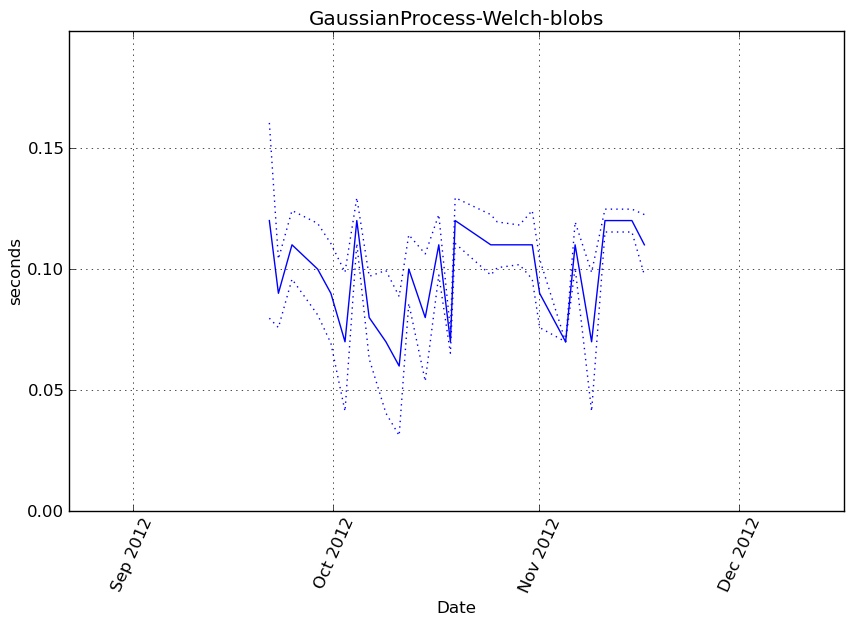 GaussianProcess-Welch-blobs
seconds
0.15
0.10
0.05
0.00
Sep 2012
Oct 2012
Nov 2012
Dec 2012
Date